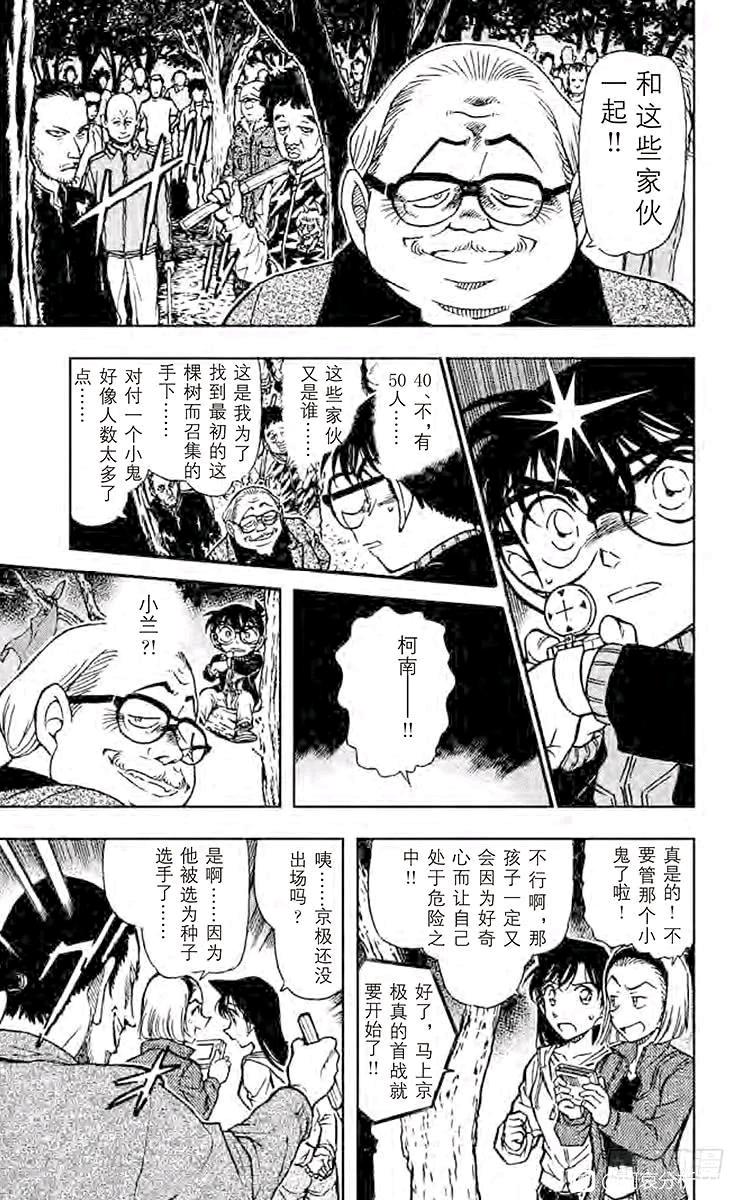 和这些家伙
一起!!
40、不,有
50人……
这些家伙
又是谁……
这是我为了
找到最初的这
棵树而召集的
手下……
对付一个小鬼
好像人数太多了
点……
柯南
——!!
小兰?!
真是的!不
要管那个小
鬼了啦!
不行啊,那
孩子一定又
会因为好奇
心而让自己
处于危险之
中!!
好了,马上京
极真的首战就
要开始了!!
咦……京极还没
出场吗?
是啊……因为
他被选为种子
选手了……